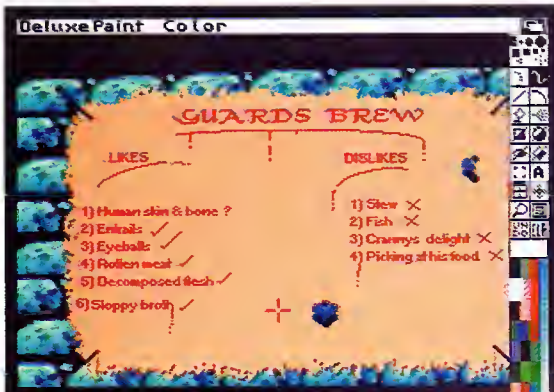 DeluxePaint Color
GUARDS BREW
LIKES
1) Human skin & bone ?
2) Entrails ✓
3) Eyeballs ✓
4) Rotten meat ✓
5) Decomposed flesh ✓
6) Sloppy broth ✓
DISLIKES
1) Stew X
2) Fish X
3) Crannys delight X
4) Picking at his food. X
A